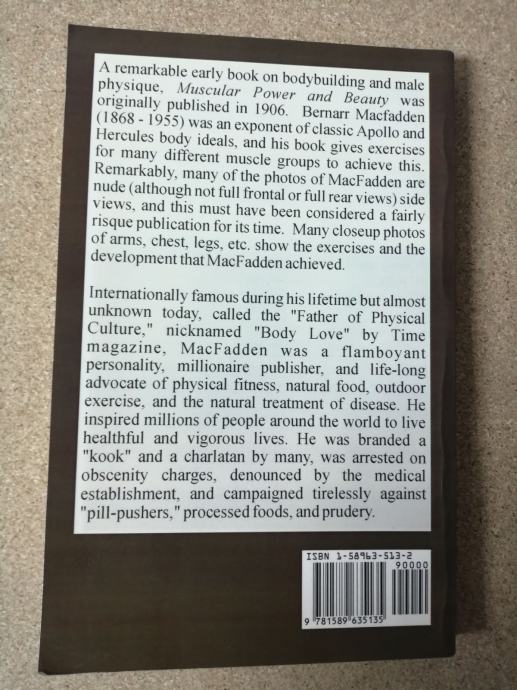 A remarkable early book on bodybuilding and male
physique, Muscular Power and Beauty was
originally published in 1906. Bernarr Macfadden
(1868 - 1955) was an exponent of classic Apollo and
Hercules body ideals, and his book gives exercises
for many different muscle groups to achieve this.
Remarkably, many of the photos of MacFadden are
nude (although not full frontal or full rear views) side
views, and this must have been considered a fairly
risque publication for its time. Many closeup photos
of arms, chest, legs, etc. show the exercises and the
development that MacFadden achieved.
Internationally famous during his lifetime but almost
unknown today, called the "Father of Physical
Culture," nicknamed "Body Love" by Time
magazine, MacFadden was a flamboyant
personality, millionaire publisher, and life-long
advocate of physical fitness, natural food, outdoor
exercise, and the natural treatment of disease. He
inspired millions of people around the world to live
healthful and vigorous lives. He was branded a
"kook" and a charlatan by many, was arrested on
obscenity charges, denounced by the medical
establishment, and campaigned tirelessly against
"pill-pushers," processed foods, and prudery.
ISBN 1-58963-513-2
90000
9 781589 635135